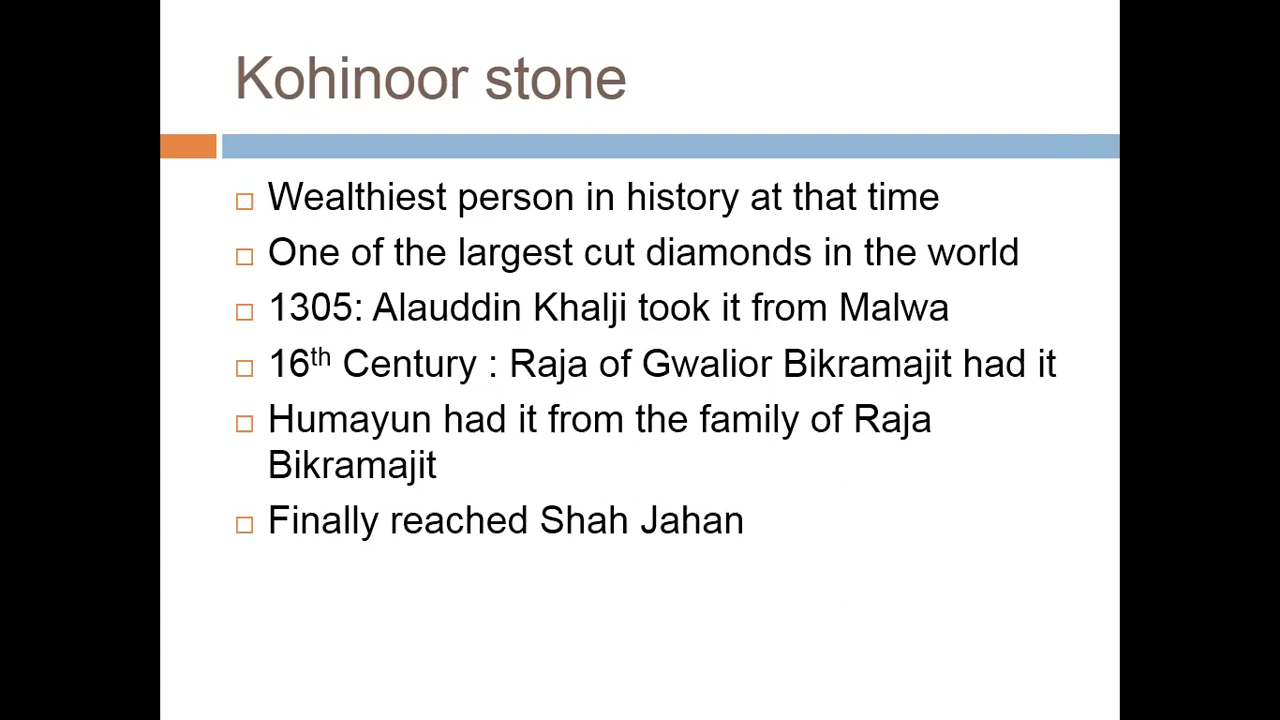 Kohinoor stone
Wealthiest person in history at that time
One of the largest cut diamonds in the world
1305: Alauddin Khalji took it from Malwa
16th Century : Raja of Gwalior Bikramajit had it
Humayun had it from the family of Raja
Bikramajit
Finally reached Shah Jahan